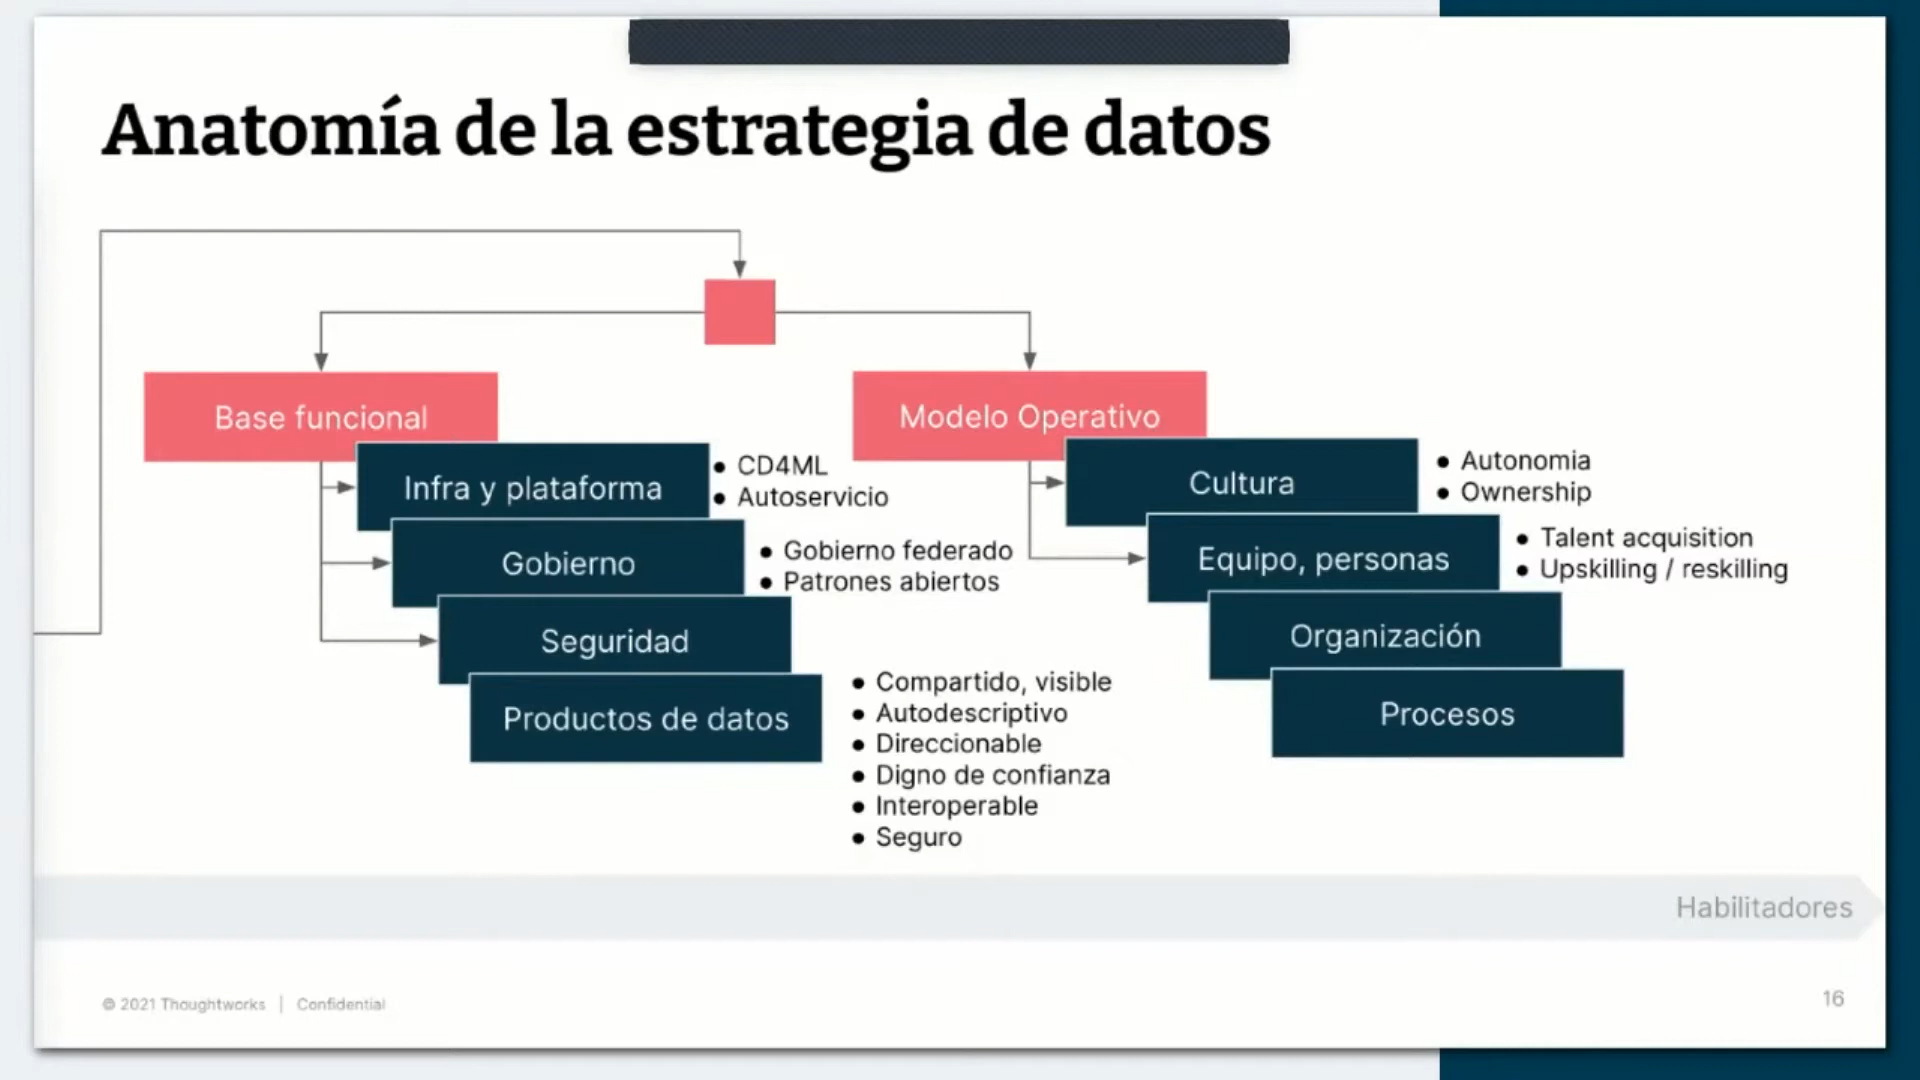 Anatomía de la estrategia de datos
Base funcional
Infra y plataforma
● CD4ML
● Autoservicio
Gobierno
● Gobierno federado
● Patrones abiertos
Seguridad
Productos de datos
● Compartido, visible
● Autodescriptivo
● Direccionable
● Digno de confianza
● Interoperable
● Seguro
Modelo Operativo
Cultura
● Autonomia
● Ownership
Equipo, personas
● Talent acquisition
● Upskilling / reskilling
Organización
Procesos
Habilitadores
© 2021 Thoughtworks | Confidential
16